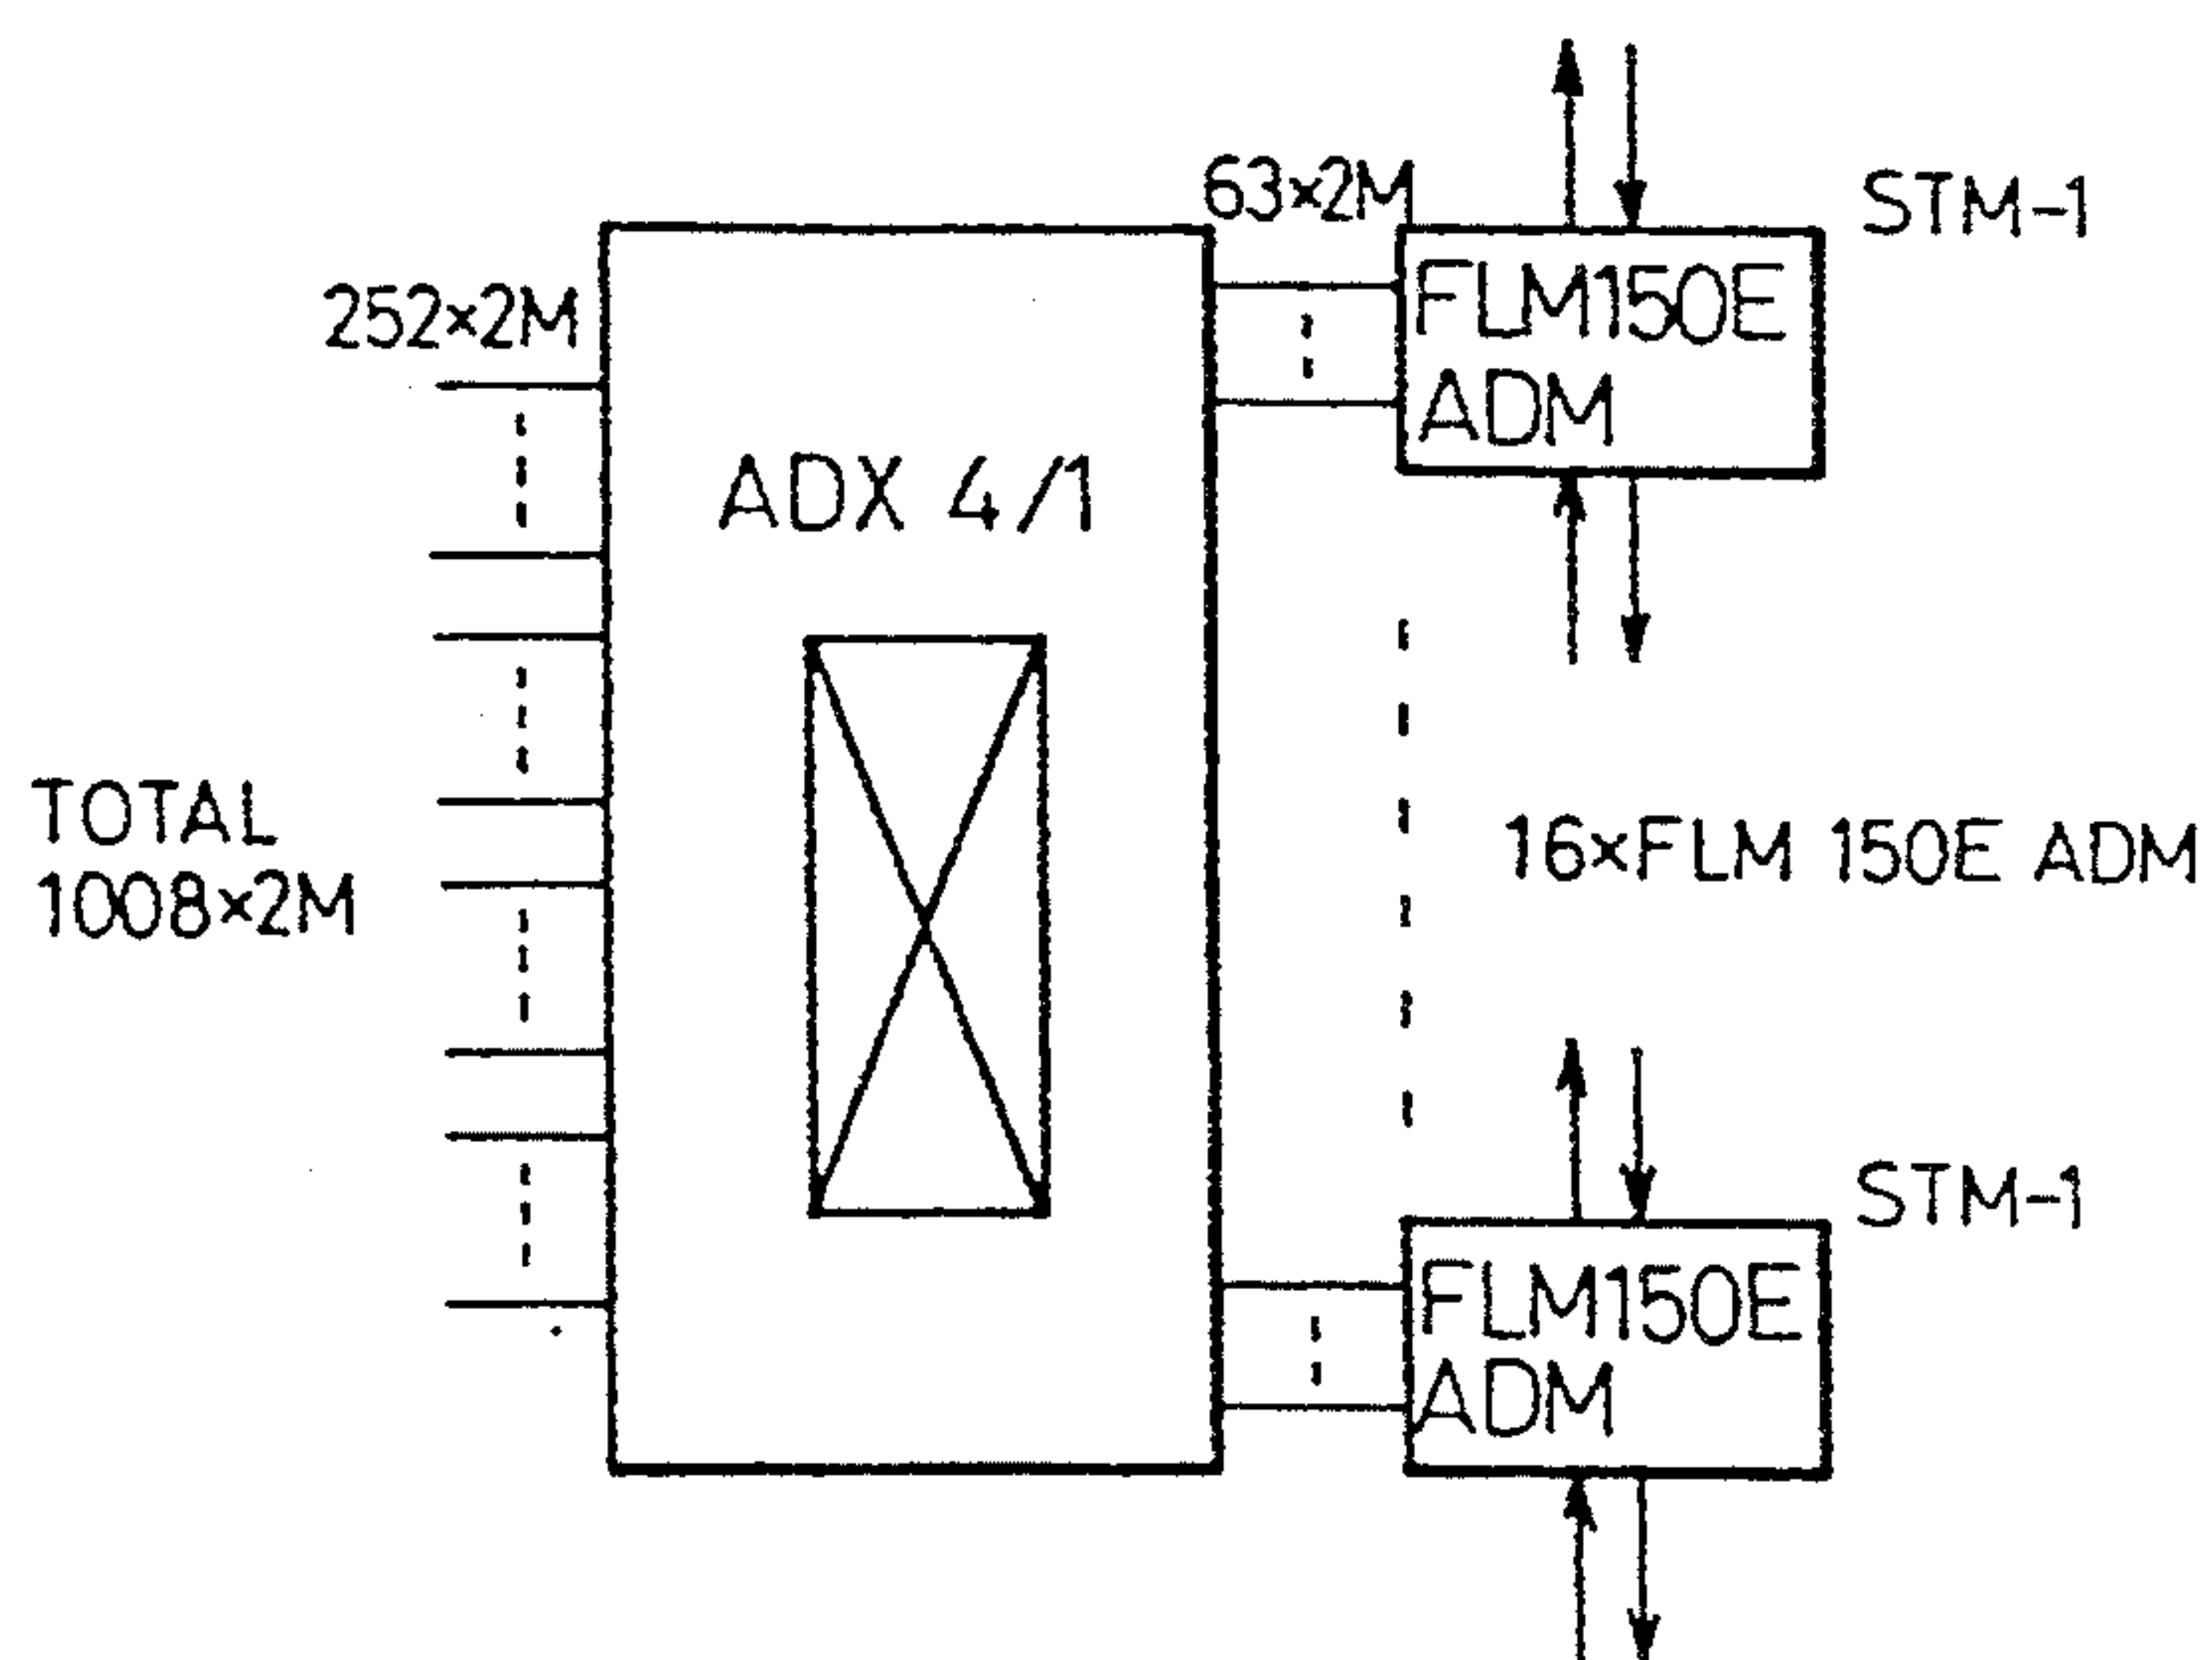 63×2M
STM-1
252×2M
FLM150E
ADM
ADX 4/1
TOTAL
1008×2M
16×FLM 150E ADM
STM-1
FLM150E
ADM